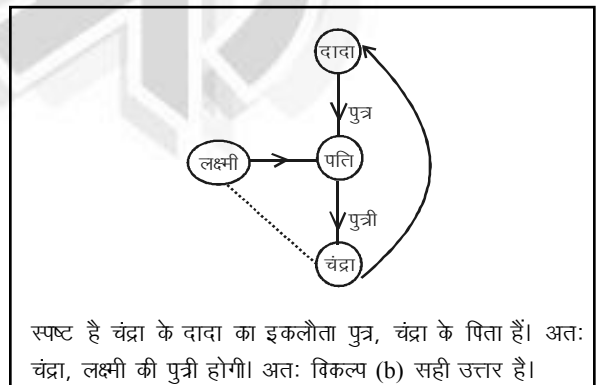 दादा
पुत्र
लक्ष्मी
पति
पुत्री
चंद्रा
स्पष्ट है चंद्रा के दादा का इकलौता पुत्र, चंद्रा के पिता हैं। अतः
चंद्रा, लक्ष्मी की पुत्री होगी। अतः विकल्प (b) सही उत्तर है।